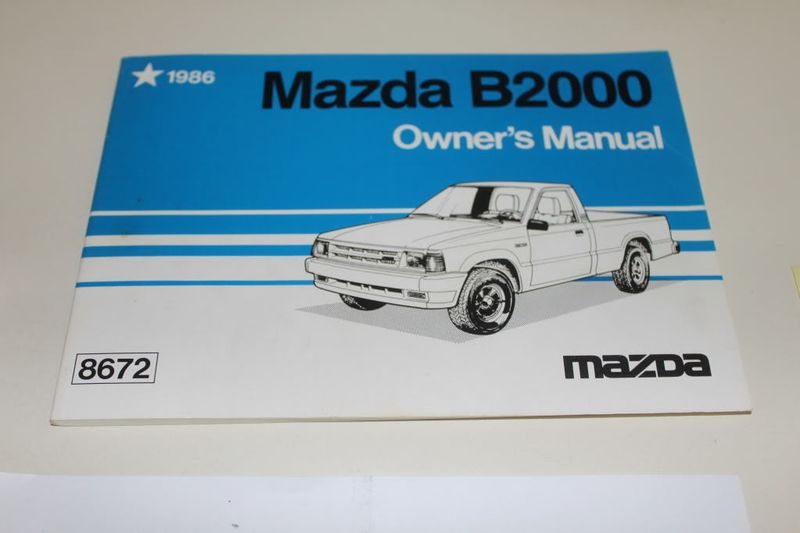 ★ 1986
Mazda B2000
Owner's Manual
8672
mazda